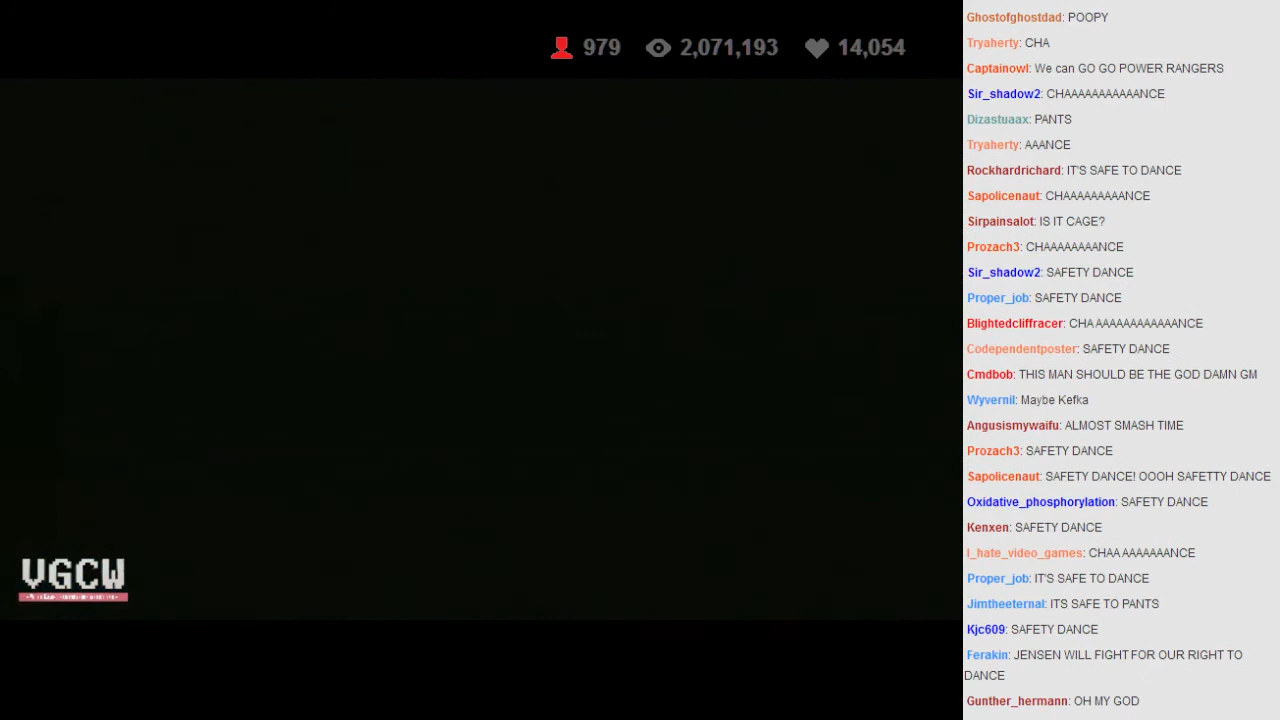 979 2,071,193 14,054
VGCW
Ghostofghostdad: POOPY
Tryaherty: CHA
Captainowl: We can GO GO POWER RANGERS
Sir_shadow2: CHAAAAAAAAAAANCE
Dizastuaax: PANTS
Tryaherty: AAANCE
Rockhardrichard: IT'S SAFE TO DANCE
Sapolicenaut: CHAAAAAAAAANCE
Sirpainsalot: IS IT CAGE?
Prozach3: CHAAAAAAAANCE
Sir_shadow2: SAFETY DANCE
Proper_job: SAFETY DANCE
Blightedcliffracer: CHAAAAAAAAAAAAANCE
Codependentposter: SAFETY DANCE
Cmdbob: THIS MAN SHOULD BE THE GOD DAMN GM
Wyvernil: Maybe Kefka
Angusismywaifu: ALMOST SMASH TIME
Prozach3: SAFETY DANCE
Sapolicenaut: SAFETY DANCE! OOOH SAFETTY DANCE
Oxidative_phosphorylation: SAFETY DANCE
Kenxen: SAFETY DANCE
I_hate_video_games: CHAAAAAAAAANCE
Proper_job: IT'S SAFE TO DANCE
Jimtheeternal: ITS SAFE TO PANTS
Kjc609: SAFETY DANCE
Ferakin: JENSEN WILL FIGHT FOR OUR RIGHT TO
DANCE
Gunther_hermann: OH MY GOD